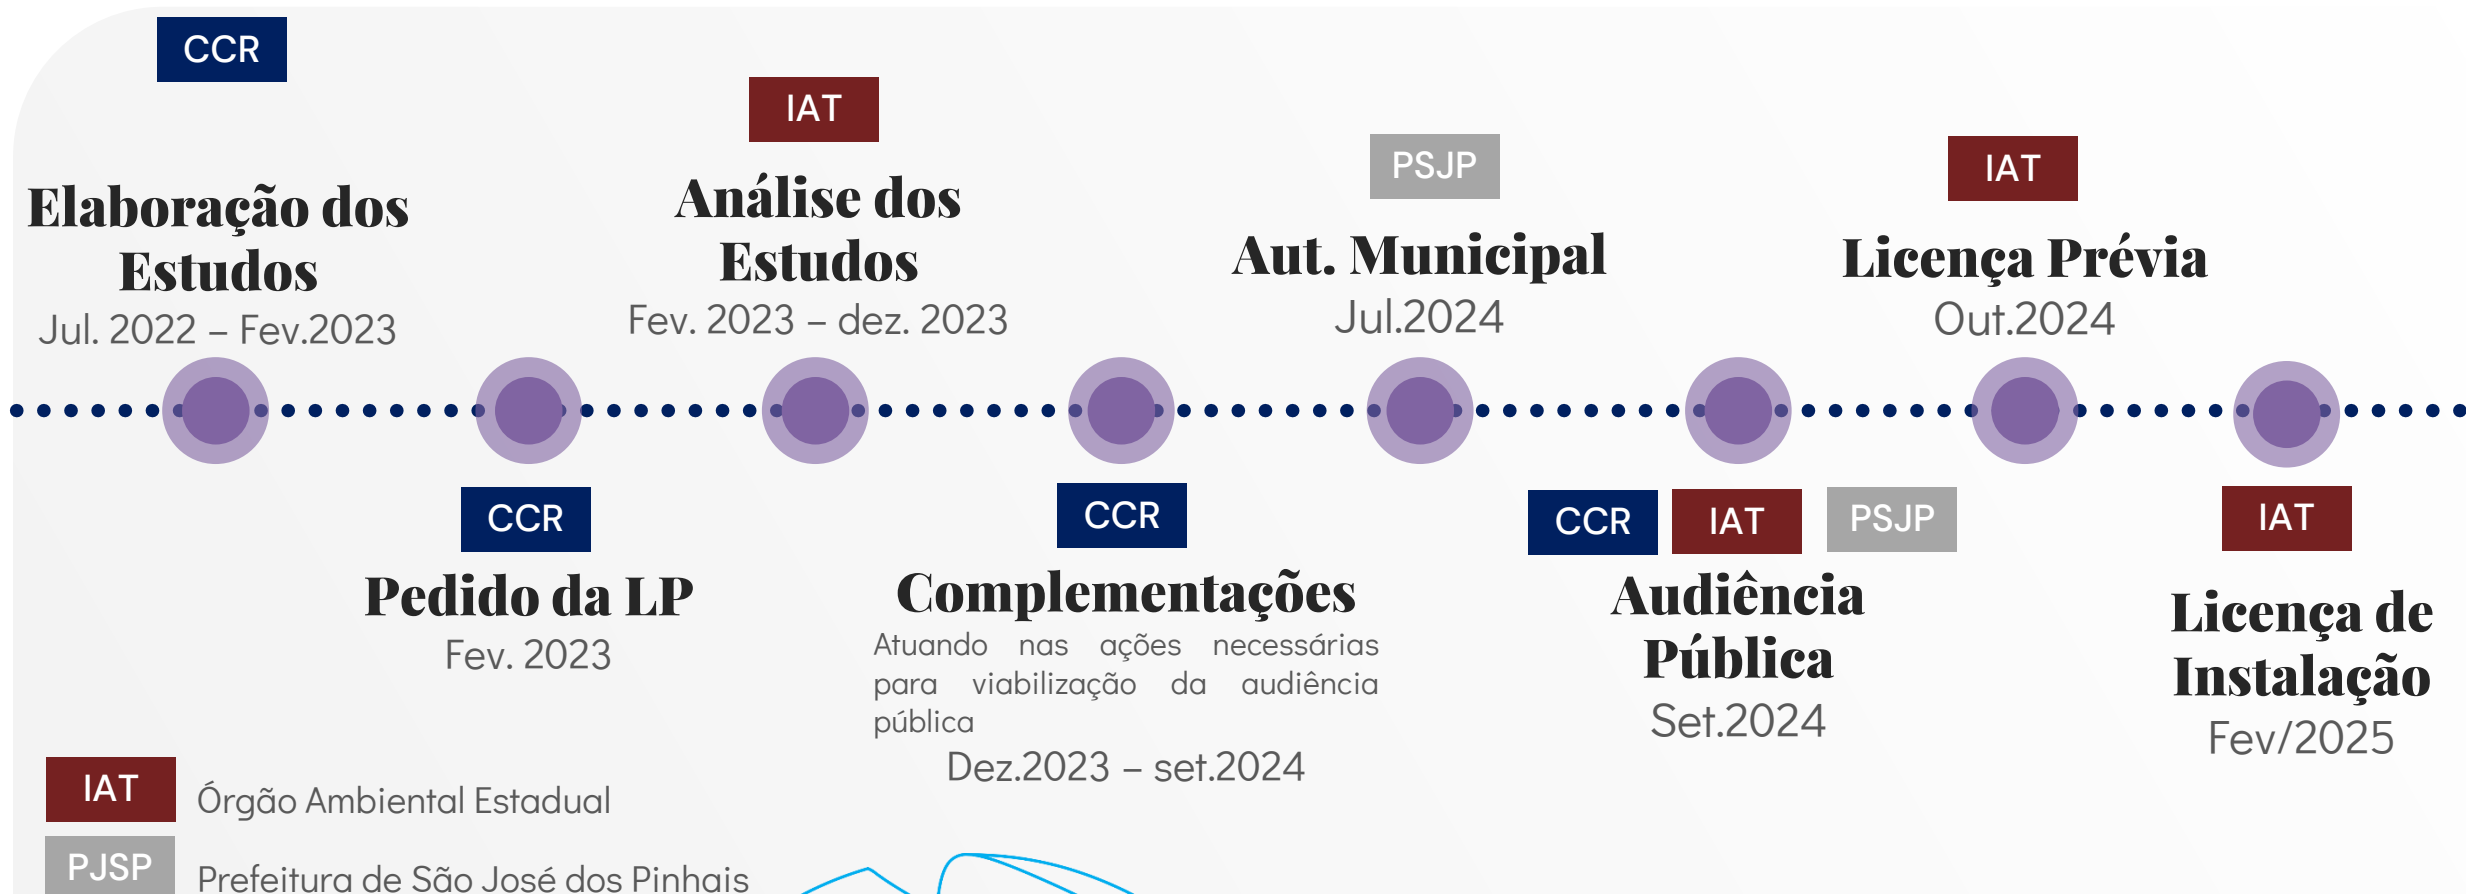 CCR
Elaboração dos
Estudos
Jul. 2022 – Fev.2023
CCR
Pedido da LP
Fev. 2023
IAT
Análise dos
Estudos
Fev. 2023 – dez. 2023
CCR
Complementações
Atuando nas ações necessárias
para viabilização da audiência
pública
Dez.2023 – set.2024
PSJP
Aut. Municipal
Jul.2024
CCR IAT PSJP
Audiência
Pública
Set.2024
IAT
Licença Prévia
Out.2024
IAT
Licença de
Instalação
Fev/2025
IAT Órgão Ambiental Estadual
PJSP Prefeitura de São José dos Pinhais